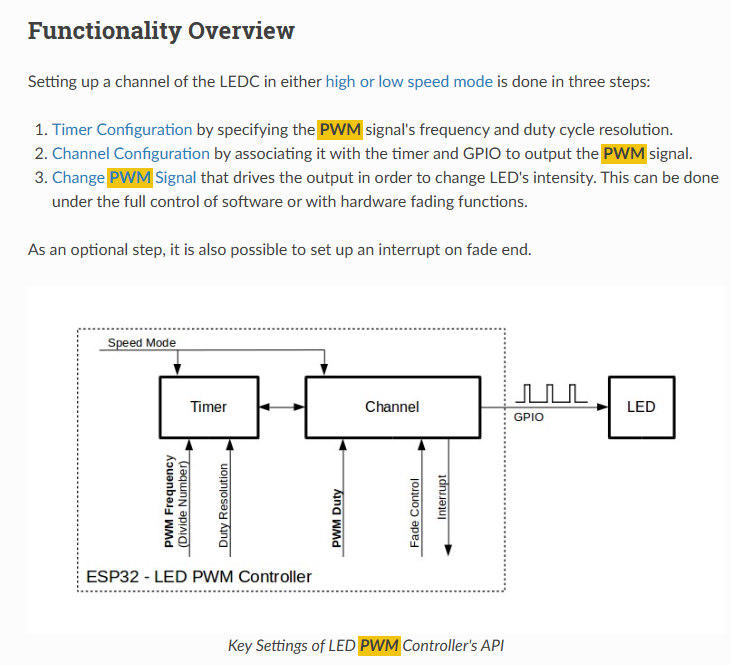 Functionality Overview
Setting up a channel of the LEDC in either high or low speed mode is done in three steps:
1. Timer Configuration by specifying the PWM signal's frequency and duty cycle resolution.
2. Channel Configuration by associating it with the timer and GPIO to output the PWM signal.
3. Change PWM Signal that drives the output in order to change LED's intensity. This can be done
under the full control of software or with hardware fading functions.
As an optional step, it is also possible to set up an interrupt on fade end.
Speed Mode
Timer
Channel
GPIO
LED
PWM Frequency
(Divide Number)
Duty Resolution
PWM Duty
Fade Control
Interrupt
ESP32 - LED PWM Controller
Key Settings of LED PWM Controller's API